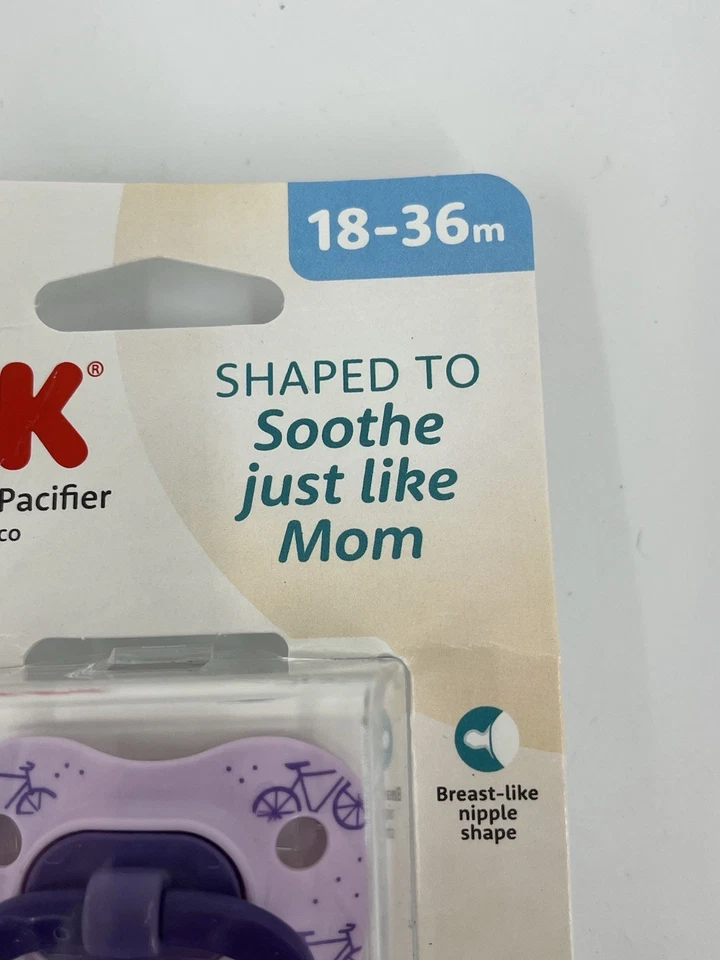 18-36m
K®
SHAPED TO
Soothe
just like
Mom
Pacifier
co
Breast-like
nipple
shape